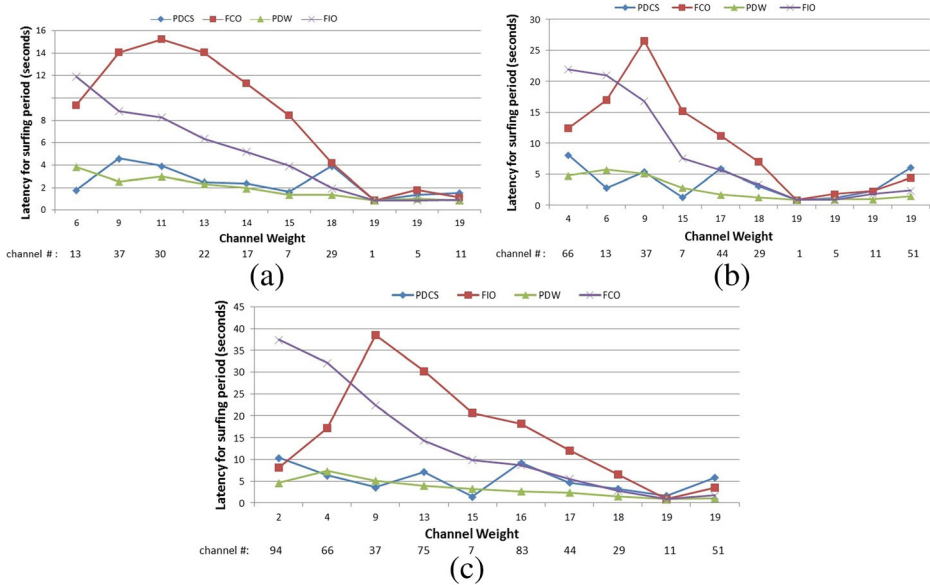 PDCS FCO PDW FIO
Latency for surfing period (seconds)
16
14
12
10
8
6
4
2
0
6 9 11 13 14 15 18 19 19 19
Channel Weight
channel # : 13 37 30 22 17 7 29 1 5 11
(a)
PDCS FCO PDW FIO
Latency for surfing period (seconds)
30
25
20
15
10
5
0
4 6 9 15 17 18 19 19 19 19
Channel Weight
channel # : 66 13 37 7 44 29 1 5 11 51
(b)
PDCS FIO PDW FCO
Latency for surfing period (seconds)
45
40
35
30
25
20
15
10
5
0
2 4 9 13 15 16 17 18 19 19
Channel Weight
channel #: 94 66 37 75 7 83 44 29 11 51
(c)